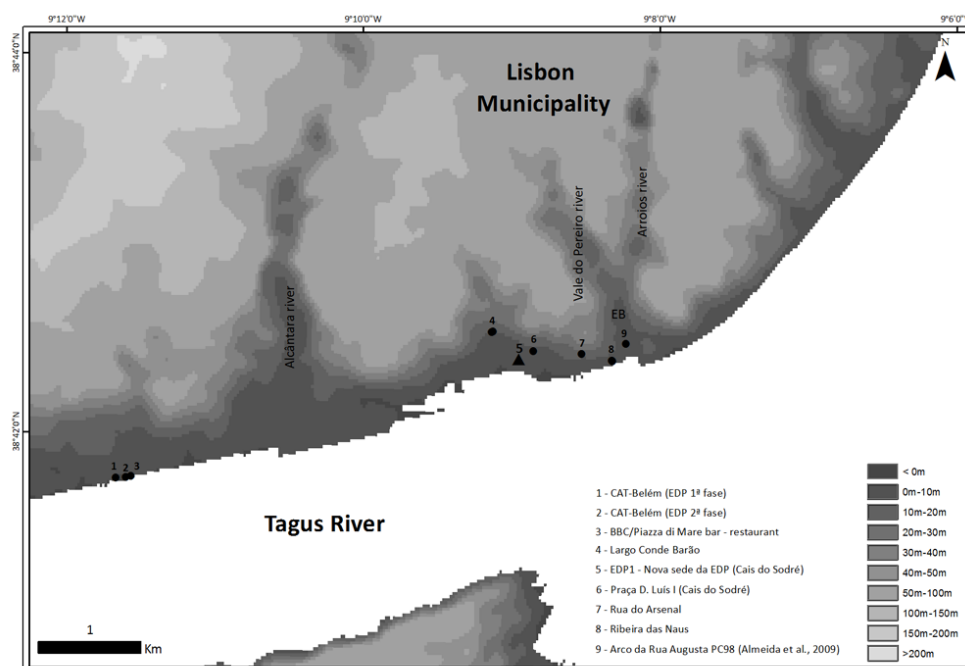 9°12'0"W
9°10'0"W
9°8'0"W
9°6'0"W
38°44'0"N
N
Lisbon
Municipality
Alcântara river
Vale do Pereiro river
Arroios river
EB
4
5
6
7
8
9
38°42'0"N
1
2
3
Tagus River
1 - CAT-Belém (EDP 1ª fase)
2 - CAT-Belém (EDP 2ª fase)
3 - BBC/Piazza di Mare bar - restaurant
4 - Largo Conde Barão
5 - EDP1 - Nova sede da EDP (Cais do Sodré)
6 - Praça D. Luís I (Cais do Sodré)
7 - Rua do Arsenal
8 - Ribeira das Naus
9 - Arco da Rua Augusta PC98 (Almeida et al., 2009)
< 0m
0m-10m
10m-20m
20m-30m
30m-40m
40m-50m
50m-100m
100m-150m
150m-200m
>200m
1
Km